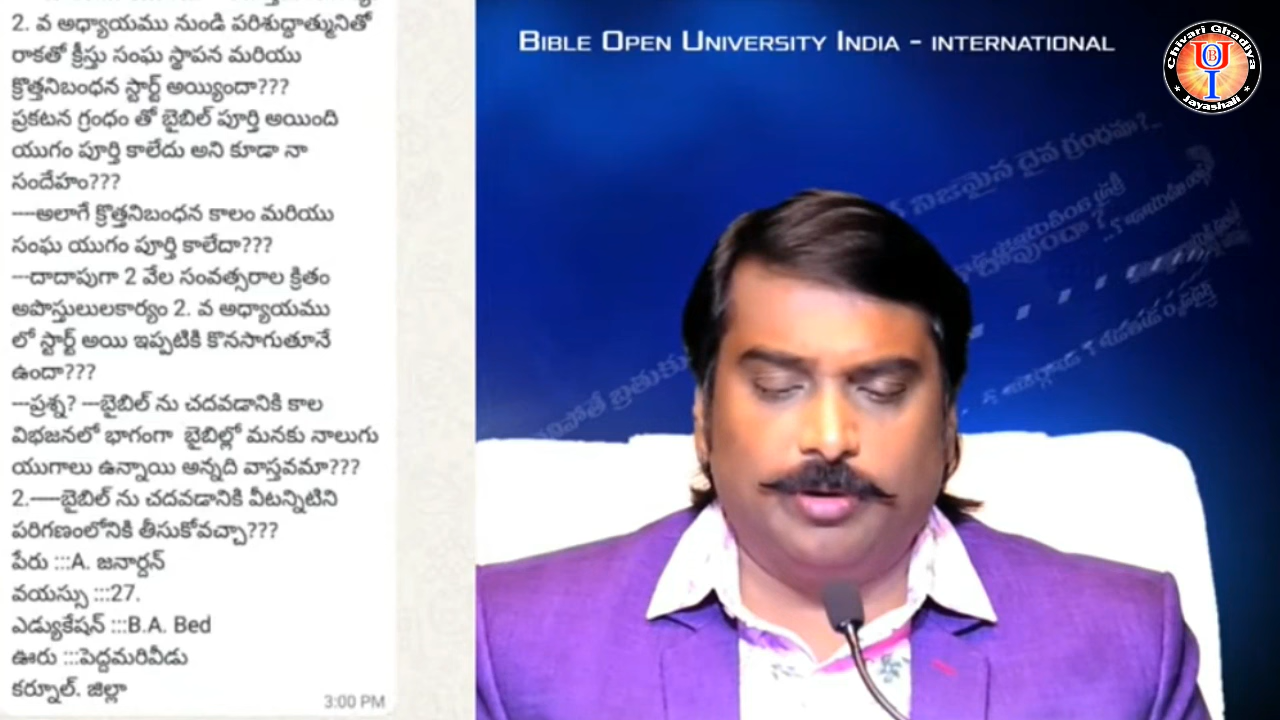 2. వ అధ్యాయము నుండి పరిశుద్ధాత్మునితో
రాకతో క్రీస్తు సంఘ స్థాపన మరియు
క్రొత్తనిబంధన స్టార్ట్ అయ్యిందా???
ప్రకటన గ్రంధం తో బైబిల్ పూర్తి అయింది
యుగం పూర్తి కాలేదు అని కూడా నా
సందేహం???
----అలాగే క్రొత్తనిబంధన కాలం మరియు
సంఘ యుగం పూర్తి కాలేదా???
---దాదాపుగా 2 వేల సంవత్సరాల క్రితం
అపొస్తులులకార్యం 2. వ అధ్యాయము
లో స్టార్ట్ అయి ఇప్పటికి కొనసాగుతూనే
ఉందా???
---ప్రశ్న? ---బైబిల్ ను చదవడానికి కాల
విభజనలో భాగంగా బైబిల్లో మనకు నాలుగు
యుగాలు ఉన్నాయి అన్నది వాస్తవమా???
2.----బైబిల్ ను చదవడానికి వీటన్నిటిని
పరిగణంలోనికి తీసుకోవచ్చా???
పేరు :::A. జనార్దన్
వయస్సు :::27.
ఎడ్యుకేషన్ :::B.A. Bed
ఊరు :::పెద్దమరివీడు
కర్నూల్. జిల్లా
3:00 PM
BIBLE OPEN UNIVERSITY INDIA - INTERNATIONAL
Chivari Ghadiya
U
B
I
Jayashali
నిజమైన దైవ గ్రంధమా?..